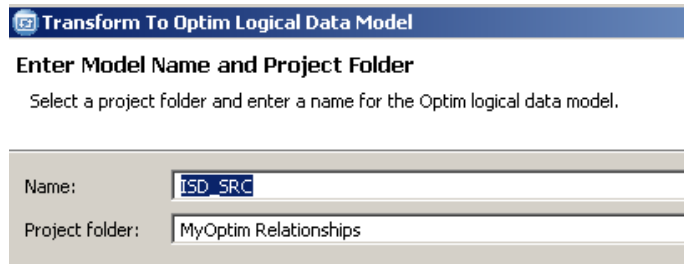 Transform To Optim Logical Data Model
Enter Model Name and Project Folder
Select a project folder and enter a name for the Optim logical data model.
Name: ISD_SRC
Project folder: MyOptim Relationships